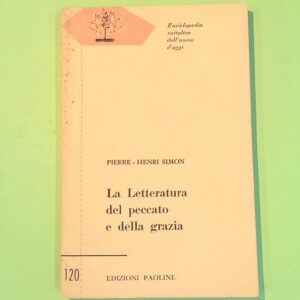 Enciclopedia
cattolica
dell'uomo
d'oggi
PIERRE - HENRI SIMON
La Letteratura
del peccato
e della grazia
120
EDIZIONI PAOLINE